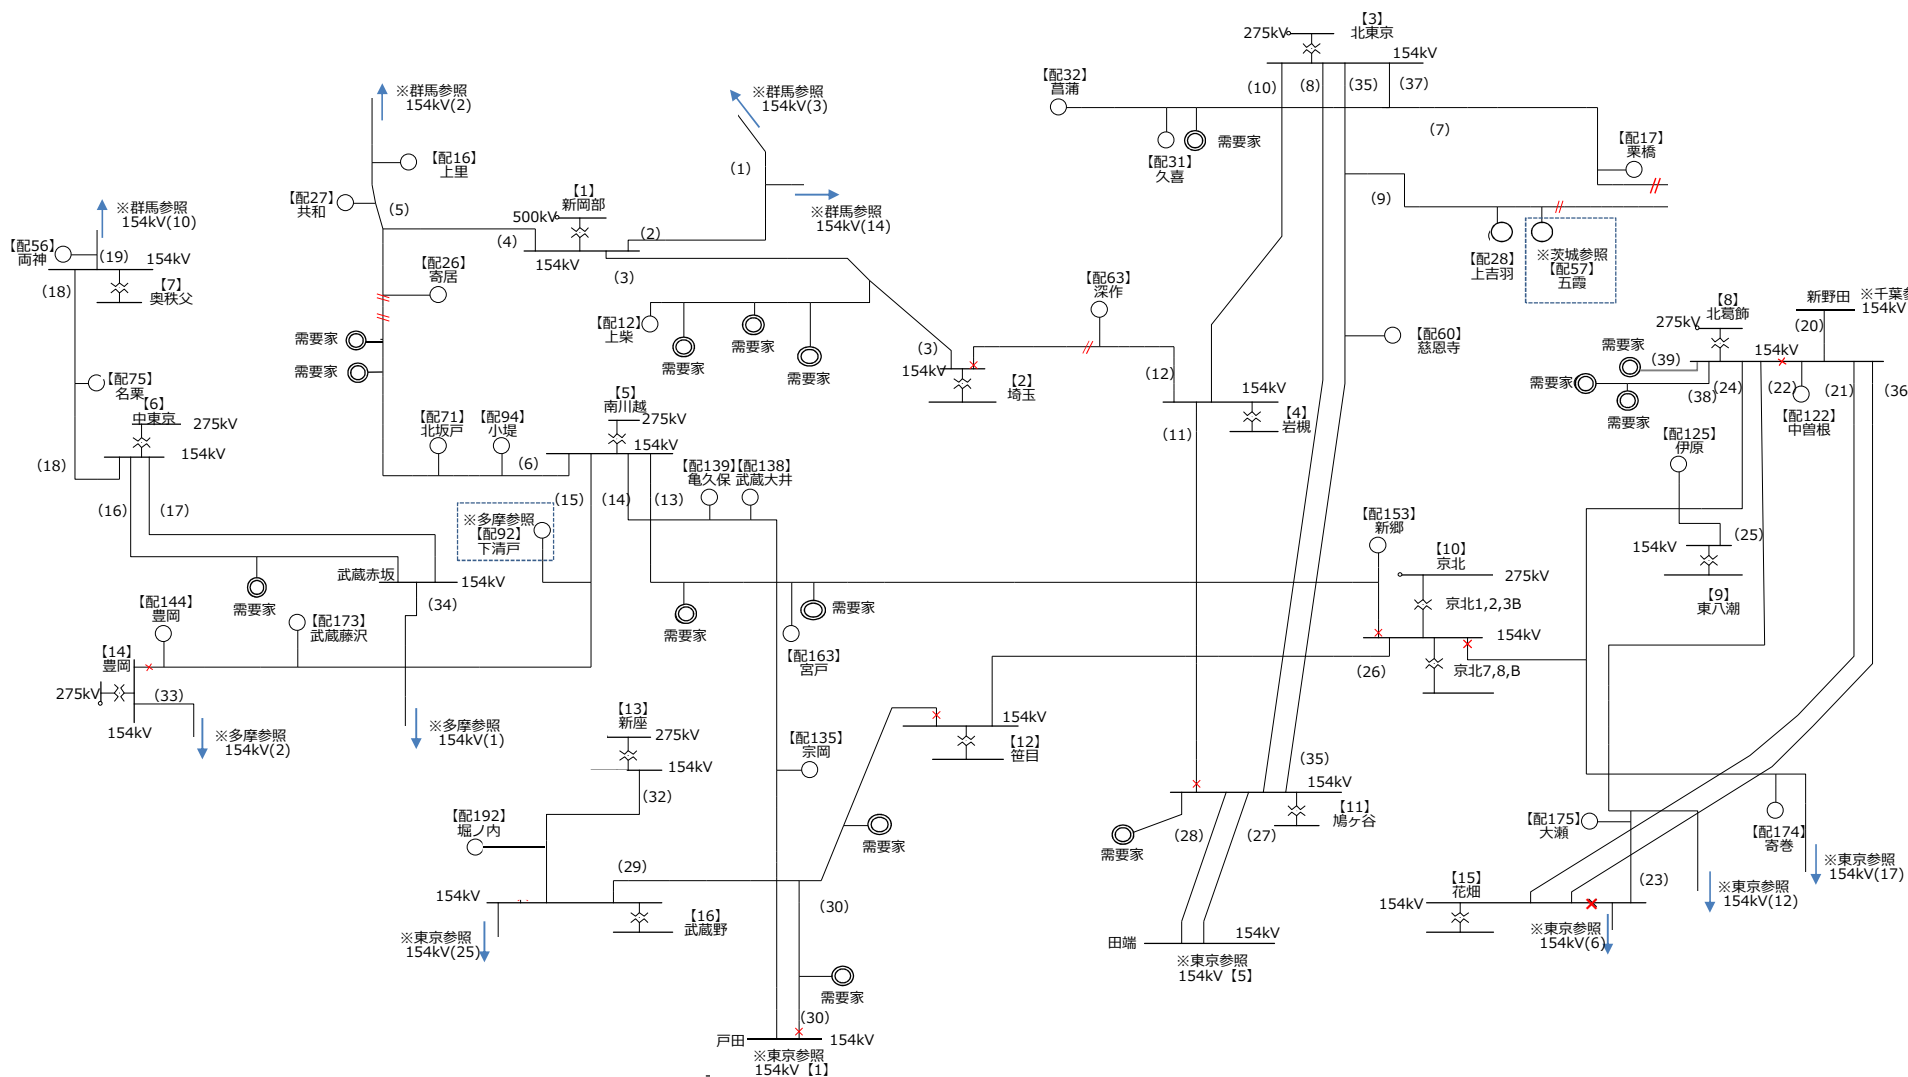 【3】
北東京
275kV
154kV
(10)
(8)
(35)
(37)
【配32】
菖蒲
【配31】
久喜
需要家
(7)
【配17】
栗橋
(9)
【配28】
上吉羽
※茨城参照
【配57】
五霞
※群馬参照
154kV(2)
※群馬参照
154kV(3)
【配16】
上里
【配27】
共和
(5)
(1)
【1】
新岡部
500kV
(4)
(2)
154kV
(3)
※群馬参照
154kV(14)
※群馬参照
154kV(10)
【配56】
両神
(19)
154kV
【7】
奥秩父
(18)
【配26】
寄居
需要家
需要家
【配12】
上柴
需要家
需要家
需要家
【配63】
深作
(3)
154kV
【2】
埼玉
(12)
【配60】
慈恩寺
【4】
岩槻
(11)
【8】
北葛飾
275kV
新野田
※千葉参
154kV
(20)
需要家
(39)
154kV
需要家
需要家
(38)
(24)
(22)
(21)
(36
【配122】
中曽根
【配125】
伊原
154kV
(25)
【9】
東八潮
【配75】
名栗
【6】
中東京
275kV
154kV
(18)
(16)
(17)
【配71】
北坂戸
【配94】
小堤
【5】
南川越
275kV
154kV
(6)
(15)
(14)
(13)
【配139】
亀久保
【配138】
武蔵大井
※多摩参照
【配92】
下清戸
武蔵赤坂
154kV
(34)
需要家
【配144】
豊岡
【配173】
武蔵藤沢
【14】
豊岡
275kV
(33)
154kV
※多摩参照
154kV(2)
※多摩参照
154kV(1)
需要家
【配163】
宮戸
需要家
【配153】
新郷
【10】
京北
275kV
京北1,2,3B
154kV
京北7,8,B
(26)
【13】
新座
275kV
154kV
(32)
【配135】
宗岡
154kV
【12】
笹目
(35)
154kV
【11】
鳩ヶ谷
(28)
(27)
需要家
【配192】
堀ノ内
(29)
154kV
【16】
武蔵野
※東京参照
154kV(25)
需要家
(30)
需要家
(30)
戸田
154kV
※東京参照
154kV【1】
田端
154kV
※東京参照
154kV【5】
【配175】
大瀬
【配174】
寄巻
【15】
花畑
154kV
(23)
※東京参照
154kV(6)
※東京参照
154kV(12)
※東京参照
154kV(17)